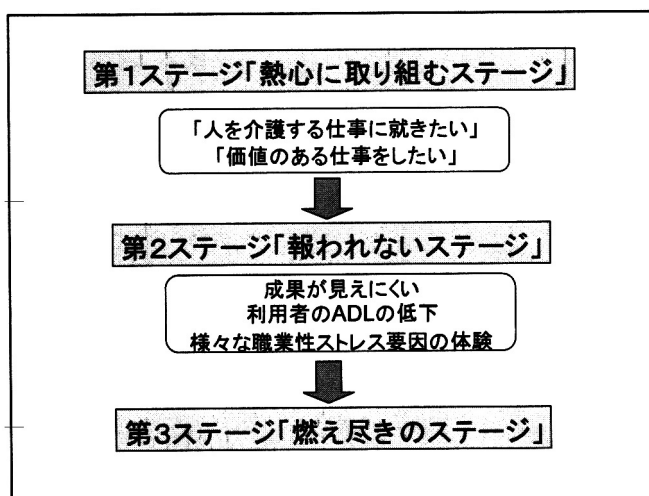 第1ステージ「熱心に取り組むステージ」
「人を介護する仕事に就きたい」
「価値のある仕事をしたい」
第2ステージ「報われないステージ」
成果が見えにくい
利用者のADLの低下
様々な職業性ストレス要因の体験
第3ステージ「燃え尽きのステージ」